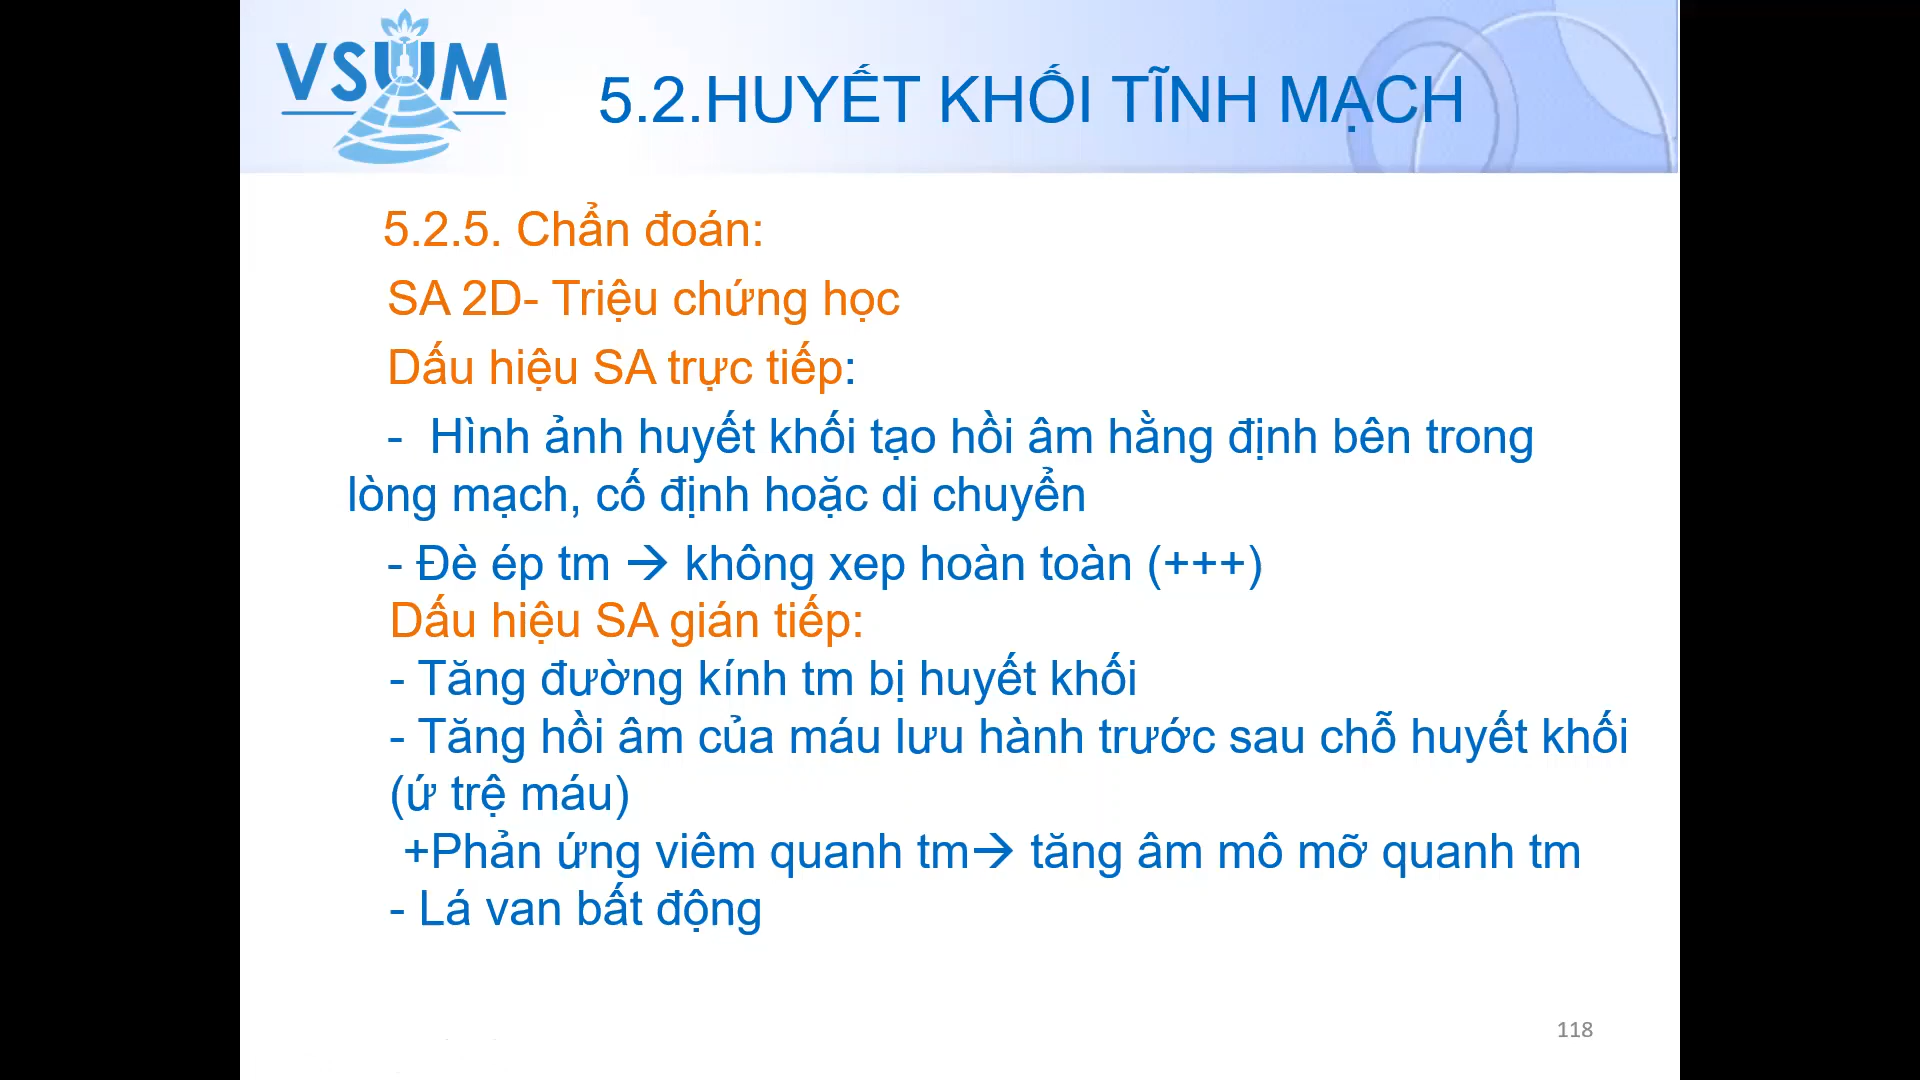 VSUM
5.2.HUYẾT KHỐI TĨNH MẠCH
5.2.5. Chẩn đoán:
SA 2D- Triệu chứng học
Dấu hiệu SA trực tiếp:
- Hình ảnh huyết khối tạo hồi âm hằng định bên trong
lòng mạch, cố định hoặc di chuyển
- Đè ép tm → không xẹp hoàn toàn (+++)
Dấu hiệu SA gián tiếp:
- Tăng đường kính tm bị huyết khối
- Tăng hồi âm của máu lưu hành trước sau chỗ huyết khối
(ứ trệ máu)
+Phản ứng viêm quanh tm→ tăng âm mô mỡ quanh tm
- Lá van bất động
118